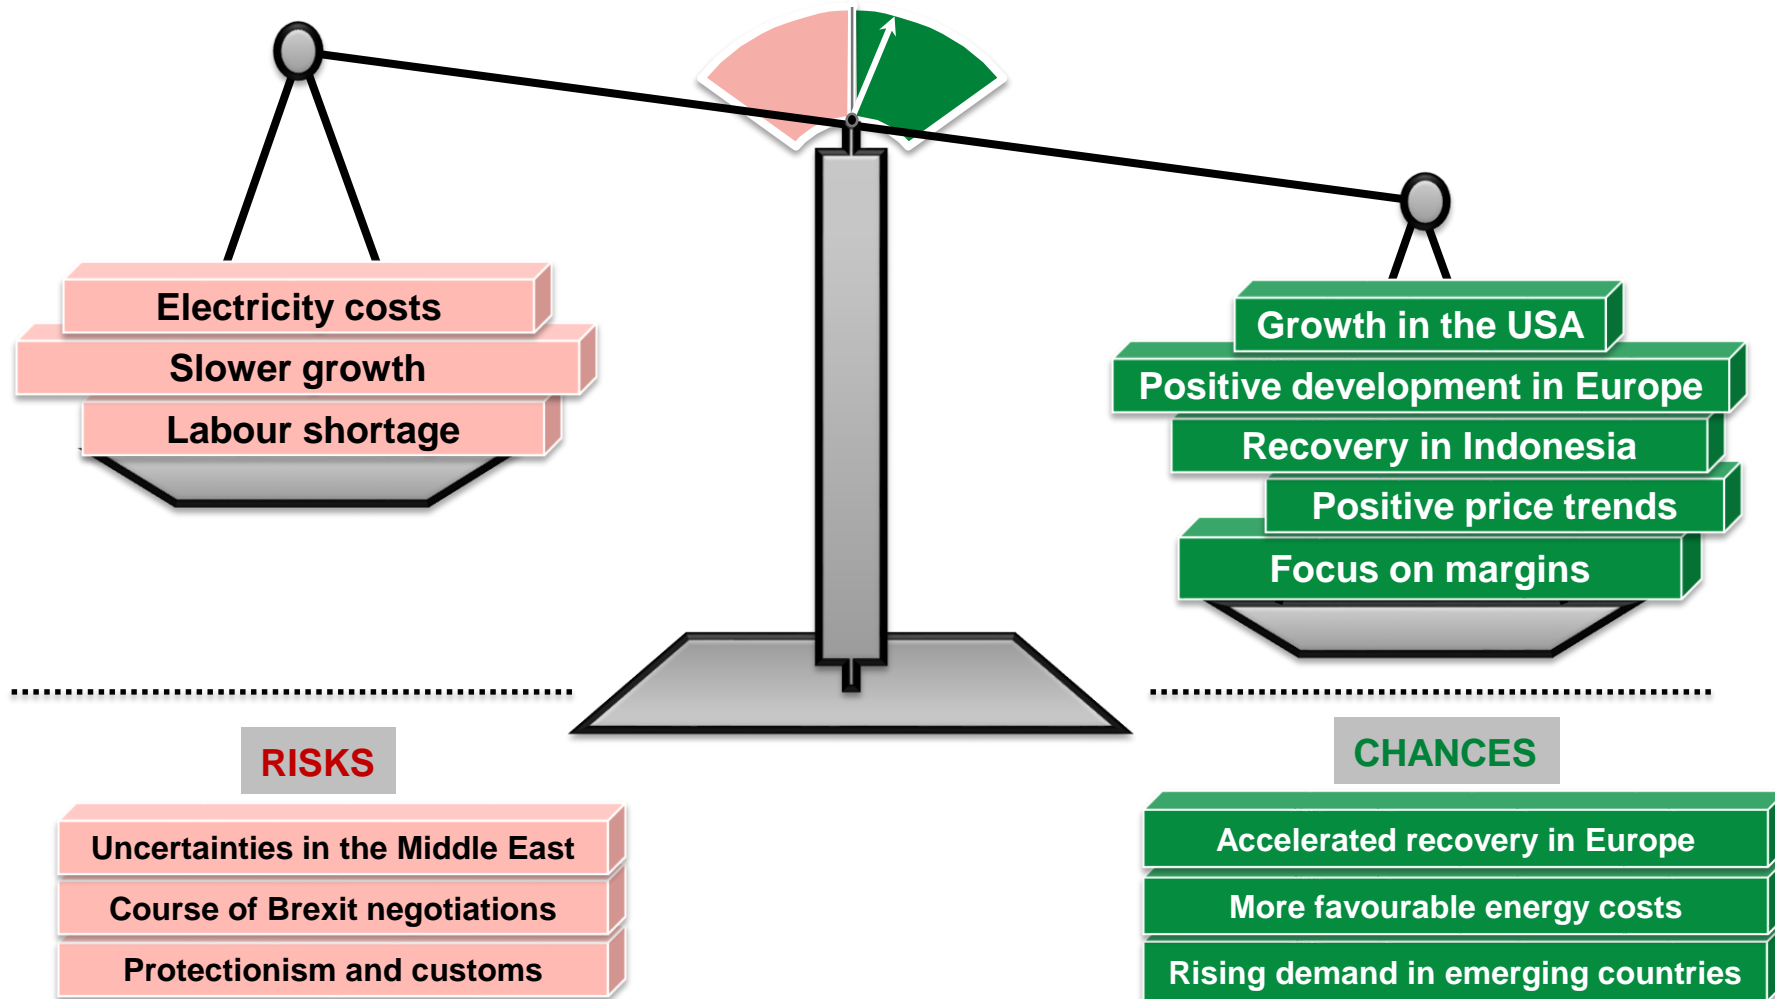 Electricity costs
Slower growth
Labour shortage
Growth in the USA
Positive development in Europe
Recovery in Indonesia
Positive price trends
Focus on margins
RISKS
Uncertainties in the Middle East
Course of Brexit negotiations
Protectionism and customs
CHANCES
Accelerated recovery in Europe
More favourable energy costs
Rising demand in emerging countries